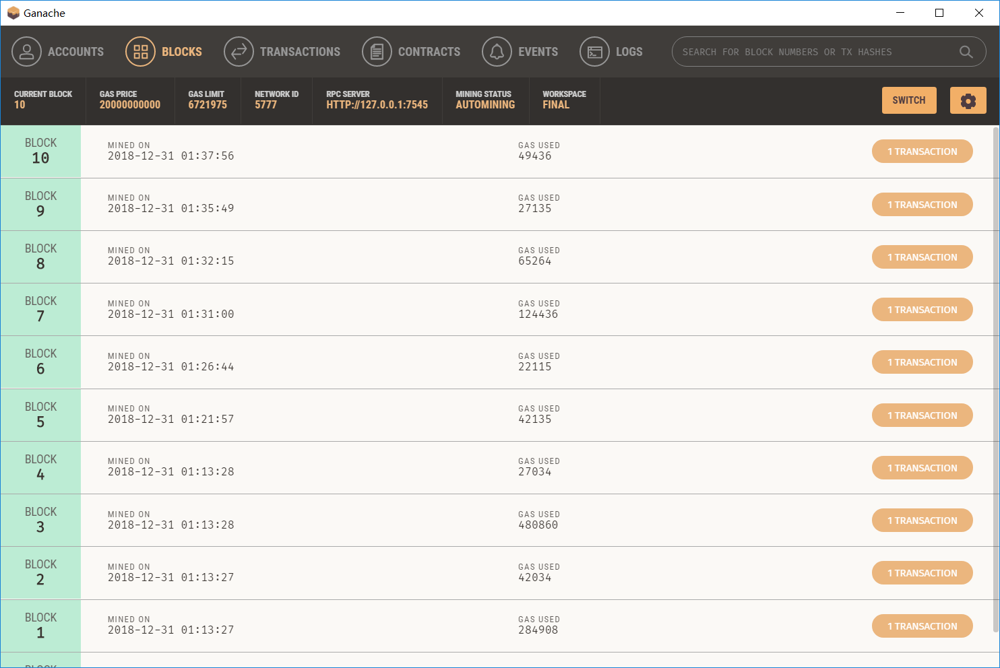 Ganache
ACCOUNTS BLOCKS TRANSACTIONS CONTRACTS EVENTS LOGS SEARCH FOR BLOCK NUMBERS OR TX HASHES
CURRENT BLOCK GAS PRICE GAS LIMIT NETWORK ID RPC SERVER MINING STATUS WORKSPACE
10 20000000000 6721975 5777 HTTP://127.0.0.1:7545 AUTOMINING FINAL
SWITCH
BLOCK MINED ON GAS USED
10 2018-12-31 01:37:56 49436 1 TRANSACTION
BLOCK MINED ON GAS USED
9 2018-12-31 01:35:49 27135 1 TRANSACTION
BLOCK MINED ON GAS USED
8 2018-12-31 01:32:15 65264 1 TRANSACTION
BLOCK MINED ON GAS USED
7 2018-12-31 01:31:00 124436 1 TRANSACTION
BLOCK MINED ON GAS USED
6 2018-12-31 01:26:44 22115 1 TRANSACTION
BLOCK MINED ON GAS USED
5 2018-12-31 01:21:57 42135 1 TRANSACTION
BLOCK MINED ON GAS USED
4 2018-12-31 01:13:28 27034 1 TRANSACTION
BLOCK MINED ON GAS USED
3 2018-12-31 01:13:28 480860 1 TRANSACTION
BLOCK MINED ON GAS USED
2 2018-12-31 01:13:27 42034 1 TRANSACTION
BLOCK MINED ON GAS USED
1 2018-12-31 01:13:27 284908 1 TRANSACTION
BLOCK